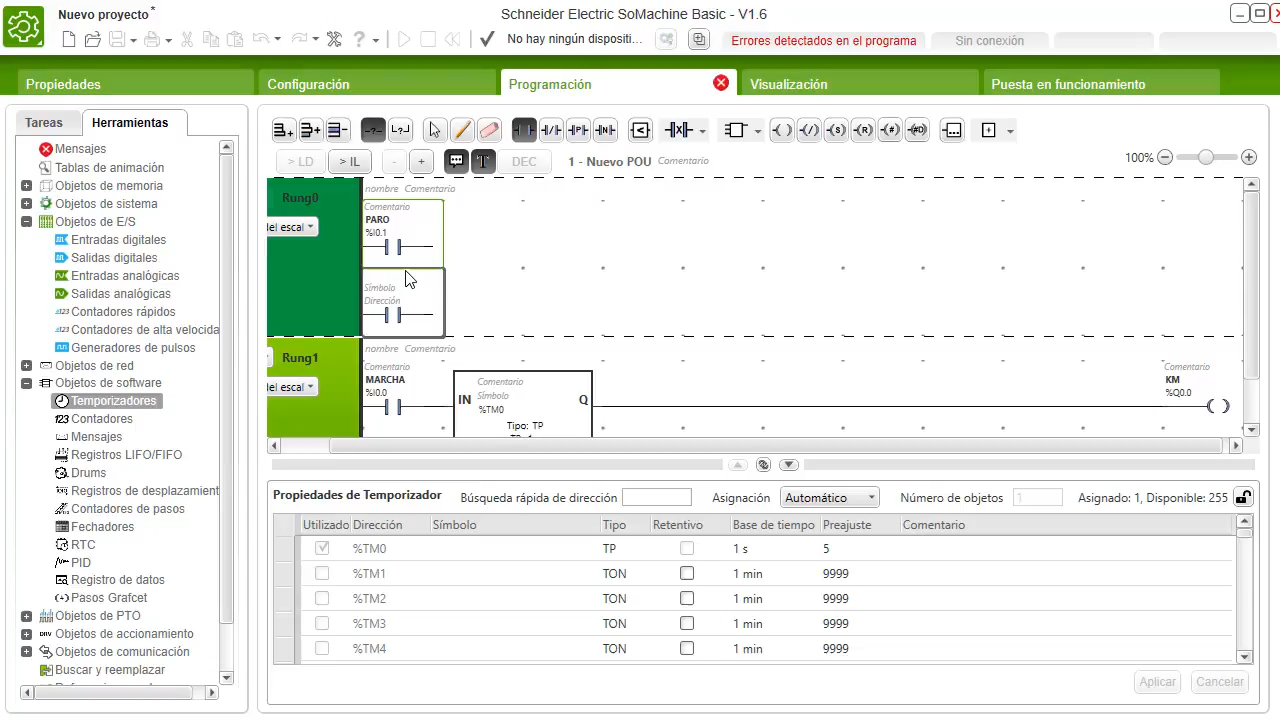 Nuevo proyecto *
Schneider Electric SoMachine Basic - V1.6
No hay ningún dispositi...
Errores detectados en el programa
Sin conexión
Propiedades
Configuración
Programación
Visualización
Puesta en funcionamiento
Tareas
Herramientas
Mensajes
Tablas de animación
Objetos de memoria
Objetos de sistema
Objetos de E/S
Entradas digitales
Salidas digitales
Entradas analógicas
Salidas analógicas
Contadores rápidos
Contadores de alta velocida
Generadores de pulsos
Objetos de red
Objetos de software
Temporizadores
Contadores
Mensajes
Registros LIFO/FIFO
Drums
Registros de desplazamient
Contadores de pasos
Fechadores
RTC
PID
Registro de datos
Pasos Grafcet
Objetos de PTO
Objetos de accionamiento
Objetos de comunicación
Buscar y reemplazar
> LD
> IL
-
+
DEC
1 - Nuevo POU
Comentario
100%
Rung0
nombre Comentario
del escal
Comentario
PARO
%I0.1
Símbolo
Dirección
Rung1
nombre Comentario
del escal
Comentario
MARCHA
%I0.0
Comentario
Símbolo
IN
%TM0
Q
Tipo: TP
Comentario
KM
%Q0.0
Propiedades de Temporizador
Búsqueda rápida de dirección
Asignación
Automático
Número de objetos
1
Asignado: 1, Disponible: 255
Utilizado Dirección Símbolo Tipo Retentivo Base de tiempo Preajuste Comentario
%TM0 TP 1 s 5
%TM1 TON 1 min 9999
%TM2 TON 1 min 9999
%TM3 TON 1 min 9999
%TM4 TON 1 min 9999
Aplicar
Cancelar